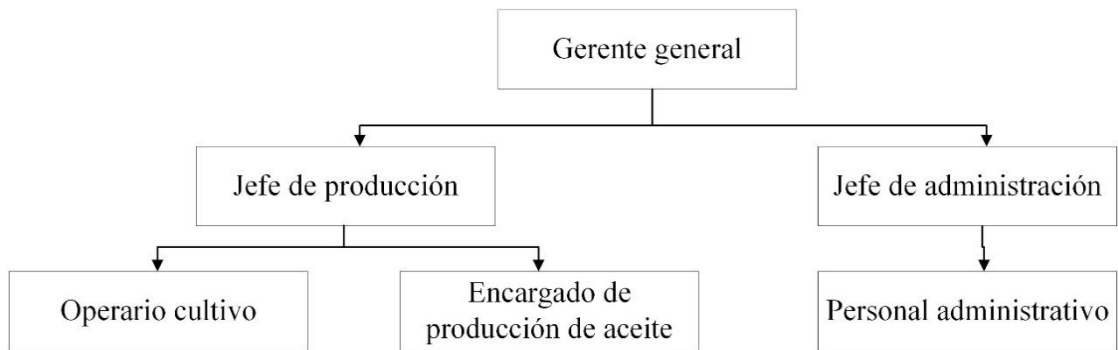 Gerente general
Jefe de producción
Jefe de administración
Operario cultivo
Encargado de
producción de aceite
Personal administrativo